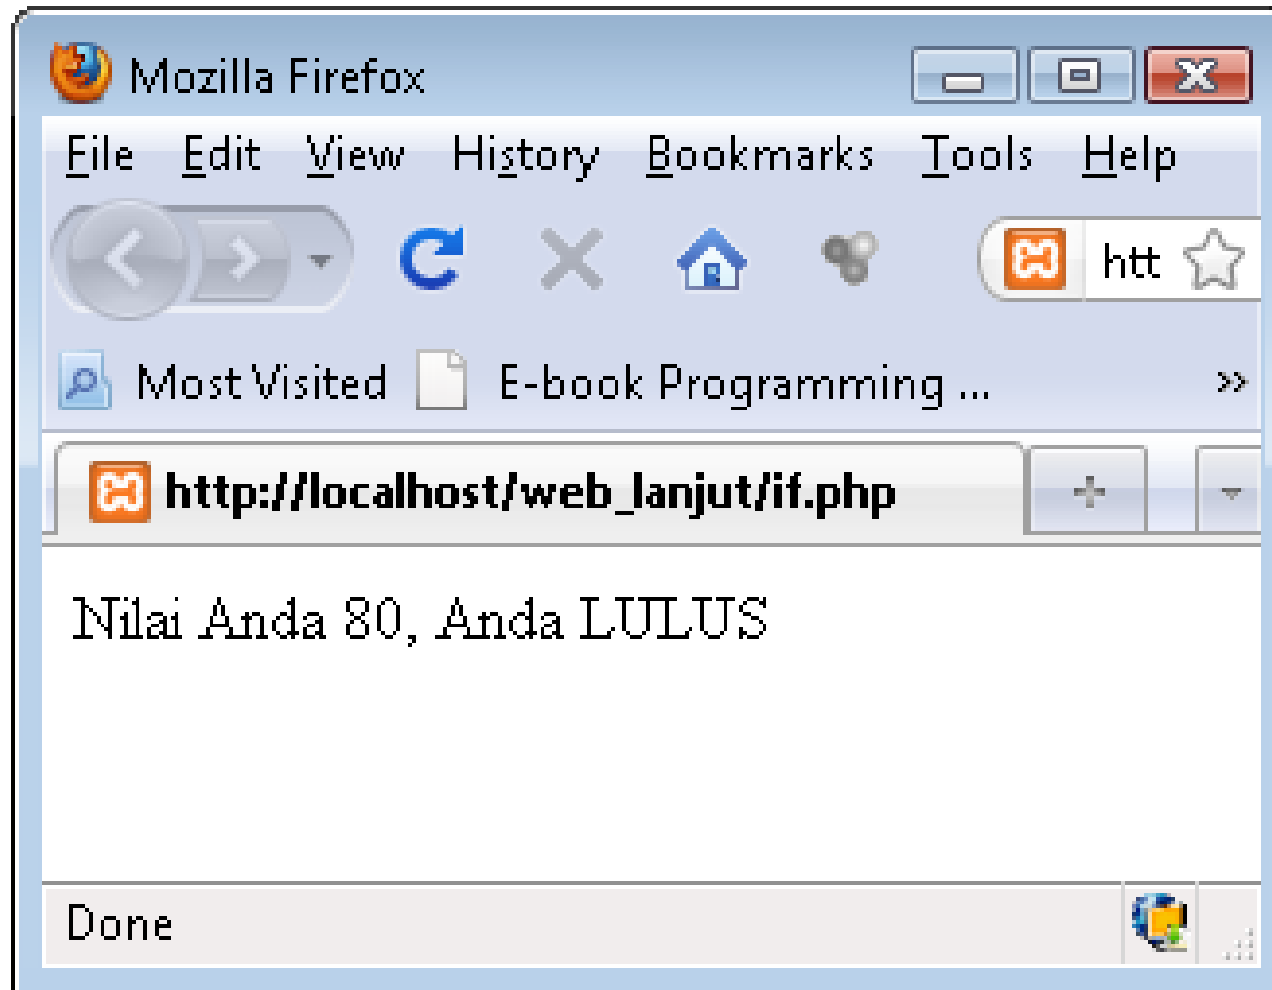 Mozilla Firefox
File Edit View History Bookmarks Tools Help
htt
Most Visited E-book Programming ... »
http://localhost/web_lanjut/if.php +
Nilai Anda 80, Anda LULUS
Done